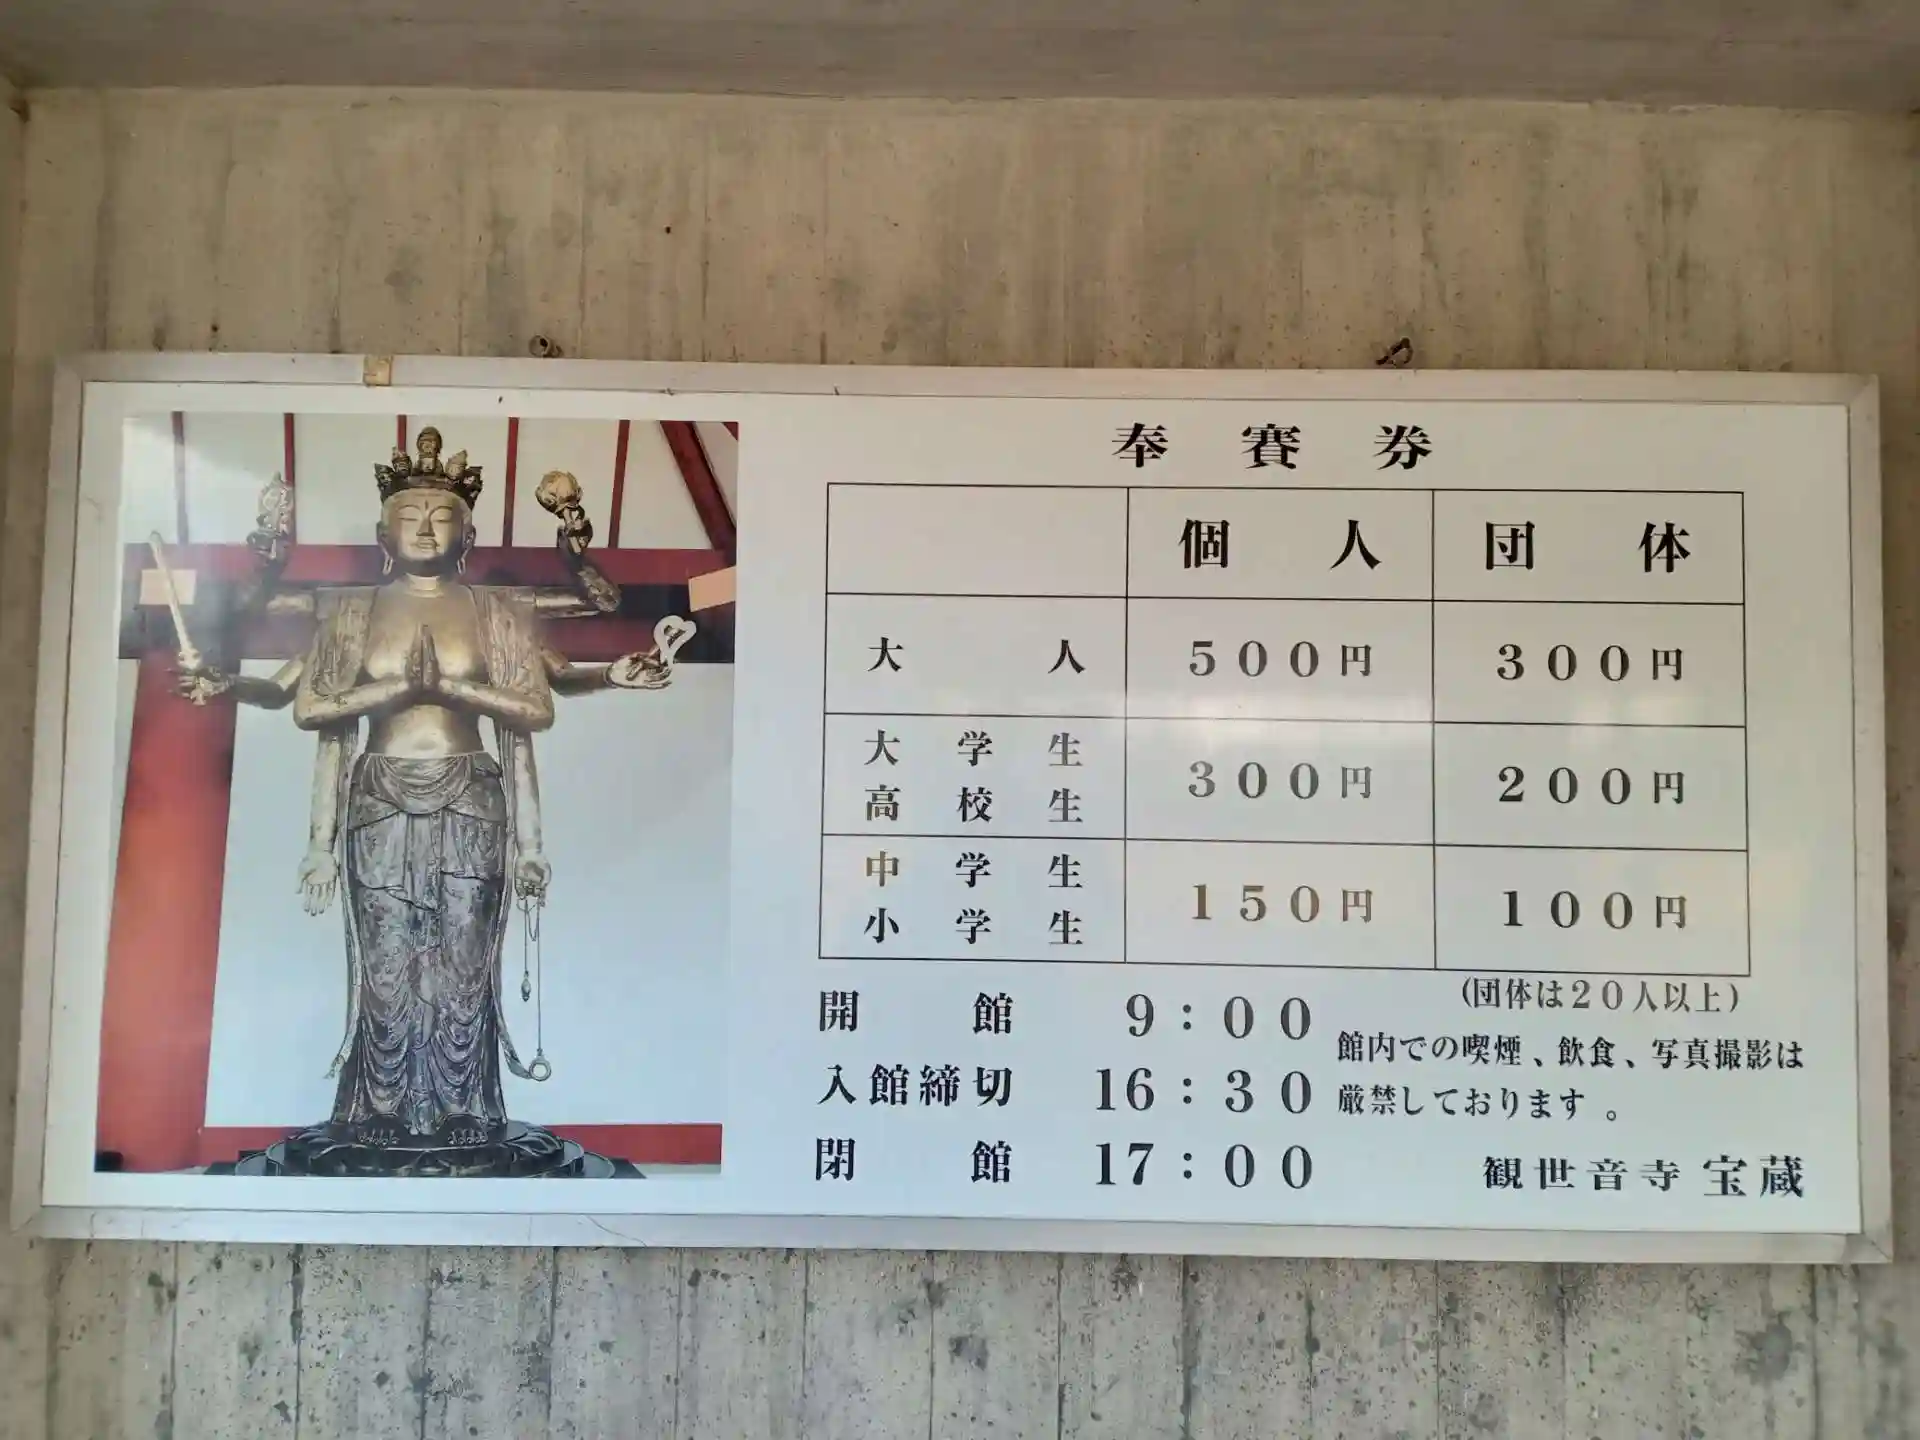 奉賽券
個人 団体
大人 500円 300円
大学生
高校生
300円 200円
中学生
小学生
150円 100円
(団体は20人以上)
開館 9:00
入館締切 16:30
閉館 17:00
館内での喫煙、飲食、写真撮影は
厳禁しております。
観世音寺 宝蔵